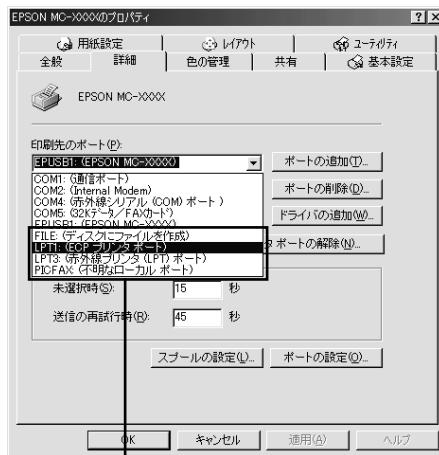 EPSON MC-XXXXのプロパティ
用紙設定 レイアウト ユーティリティ
全般 詳細 色の管理 共有 基本設定
EPSON MC-XXXX
印刷先のポート(P):
EPUSB1: (EPSON MC-XXXX) ポートの追加(T)...
COM1: (通信ポート)
COM2: (Internal Modem) ポートの削除(D)...
COM4: (赤外線シリアル (COM) ポート )
COM5: (32Kデータ/FAXカード) ドライバの追加(W)...
EPUSB1: (EPSON MC-XXXX)
FILE: (ディスクにファイルを作成)
LPT1: (ECP プリンタ ポート) タ ポートの解除(N)...
LPT3: (赤外線プリンタ (LPT) ポート)
PICFAX: (不明なローカル ポート)
未選択時(S): 15 秒
送信の再試行時(R): 45 秒
スプールの設定(L)... ポートの設定(O)...
OK キャンセル 適用(A) ヘルプ